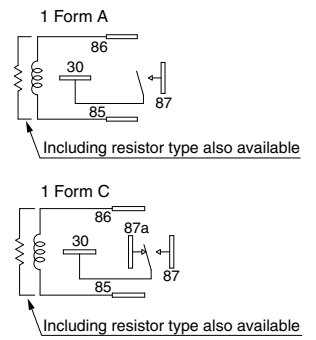 1 Form A
86
30
85
87
Including resistor type also available
1 Form C
86
87a
30
85
87
Including resistor type also available